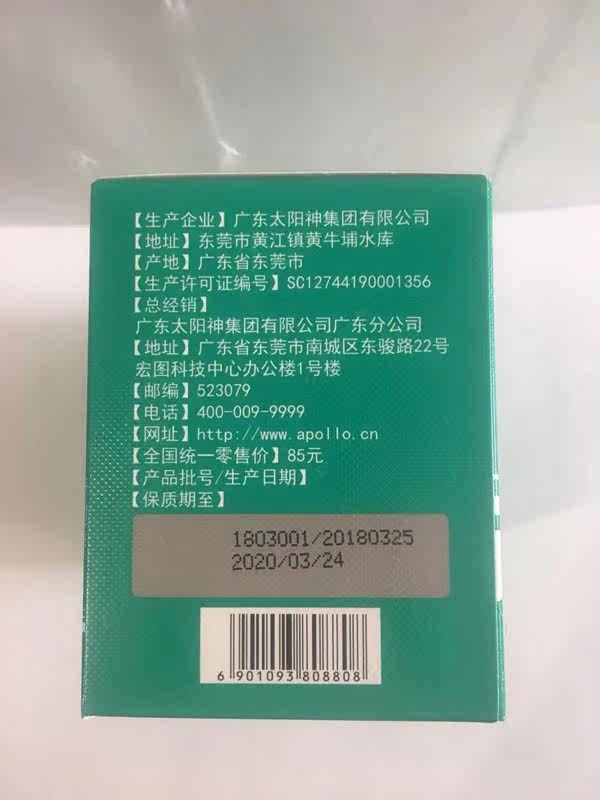 【生产企业】广东太阳神集团有限公司
【地址】东莞市黄江镇黄牛埔水库
【产地】广东省东莞市
【生产许可证编号】SC12744190001356
【总经销】
广东太阳神集团有限公司广东分公司
【地址】广东省东莞市南城区东骏路22号
宏图科技中心办公楼1号楼
【邮编】523079
【电话】400-009-9999
【网址】http://www.apollo.cn
【全国统一零售价】85元
【产品批号/生产日期】
【保质期至】
1803001/20180325
2020/03/24
6 901093 808808